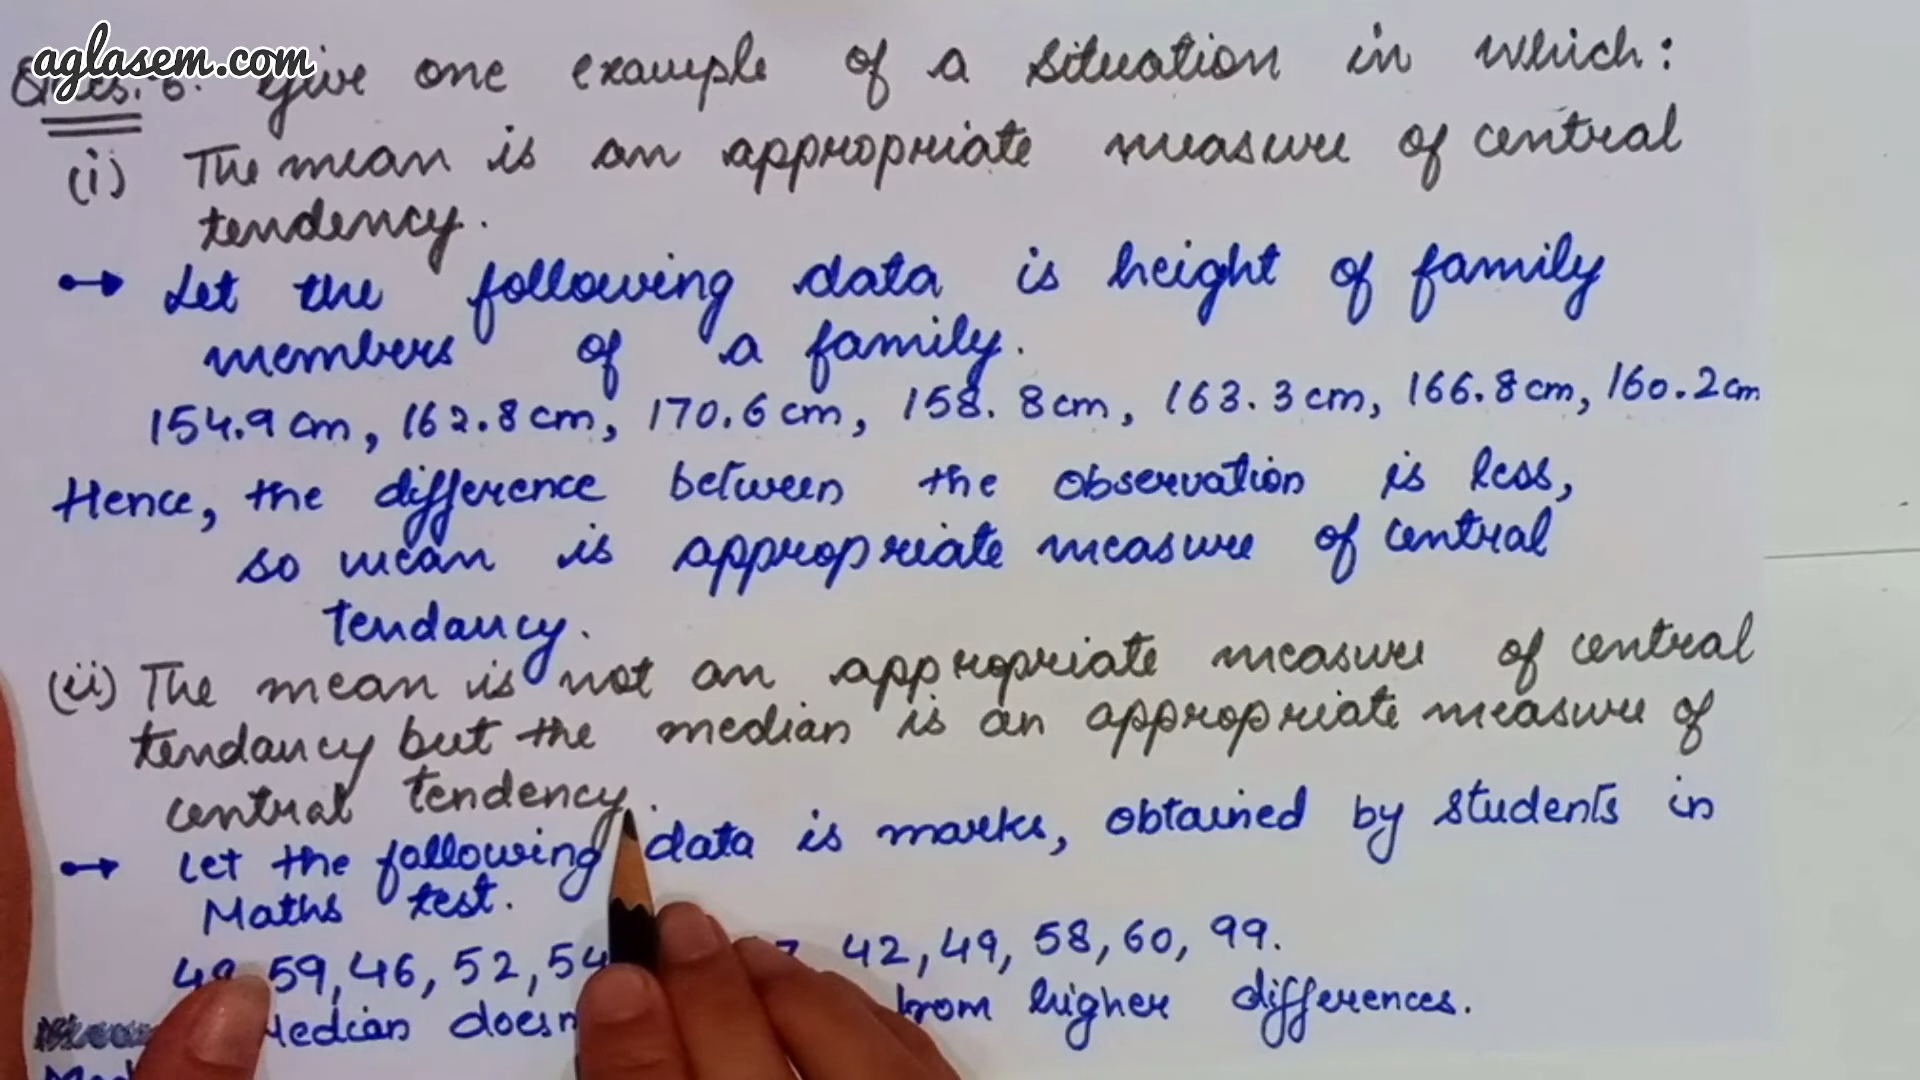 aglasem.com
Ques. 6. Give one example of a situation in which:
(i) The mean is an appropriate measure of central
tendency.
→ Let the following data is height of family
members of a family.
154.9 cm, 162.8 cm, 170.6 cm, 158.8 cm, 163.3 cm, 166.8 cm, 160.2 cm
Hence, the difference between the observation is less,
so mean is appropriate measure of central
tendancy.
(ii) The mean is not an appropriate measure of central
tendancy but the median is an appropriate measure of
central tendency.
→ Let the following data is marks, obtained by students in
Maths test.
59, 46, 52, 54 42, 49, 58, 60, 99.
Median from higher differences.